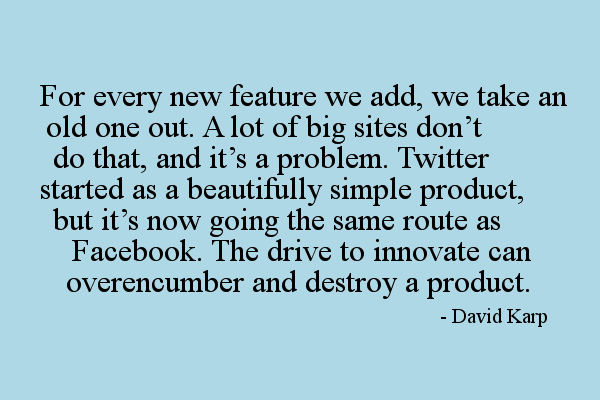 For every new feature we add, we take an
old one out. A lot of big sites don’t
do that, and it’s a problem. Twitter
started as a beautifully simple product,
but it’s now going the same route as
Facebook. The drive to innovate can
overencumber and destroy a product.
- David Karp